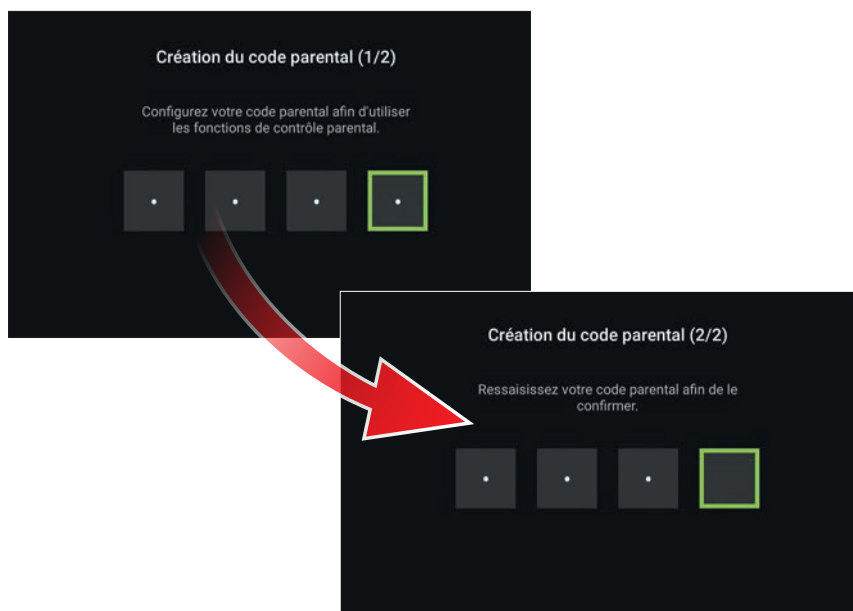 Création du code parental (1/2)
Configurez votre code parental afin d'utiliser
les fonctions de contrôle parental.
Création du code parental (2/2)
Ressaisissez votre code parental afin de le
confirmer.